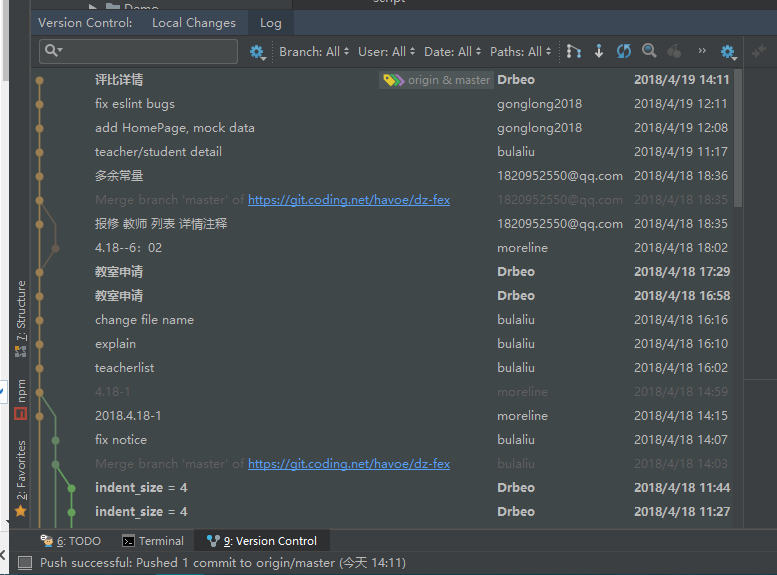 Demo
script
Version Control: Local Changes Log
Branch: All User: All Date: All Paths: All
评比详情 origin & master Drbeo 2018/4/19 14:11
fix eslint bugs gonglong2018 2018/4/19 12:11
add HomePage, mock data gonglong2018 2018/4/19 12:08
teacher/student detail bulaliu 2018/4/19 11:17
多余常量 1820952550@qq.com 2018/4/18 18:36
Merge branch 'master' of https://git.coding.net/havoe/dz-fex 1820952550@qq.com 2018/4/18 18:35
报修 教师 列表 详情注释 1820952550@qq.com 2018/4/18 18:35
4.18--6：02 moreline 2018/4/18 18:02
教室申请 Drbeo 2018/4/18 17:29
教室申请 Drbeo 2018/4/18 16:58
change file name bulaliu 2018/4/18 16:16
explain bulaliu 2018/4/18 16:10
teacherlist bulaliu 2018/4/18 16:02
4.18-1 moreline 2018/4/18 14:59
2018.4.18-1 moreline 2018/4/18 14:15
fix notice bulaliu 2018/4/18 14:07
Merge branch 'master' of https://git.coding.net/havoe/dz-fex bulaliu 2018/4/18 14:03
indent_size = 4 Drbeo 2018/4/18 11:44
indent_size = 4 Drbeo 2018/4/18 11:27
7: Structure
npm
2: Favorites
6: TODO Terminal 9: Version Control
Push successful: Pushed 1 commit to origin/master (今天 14:11)